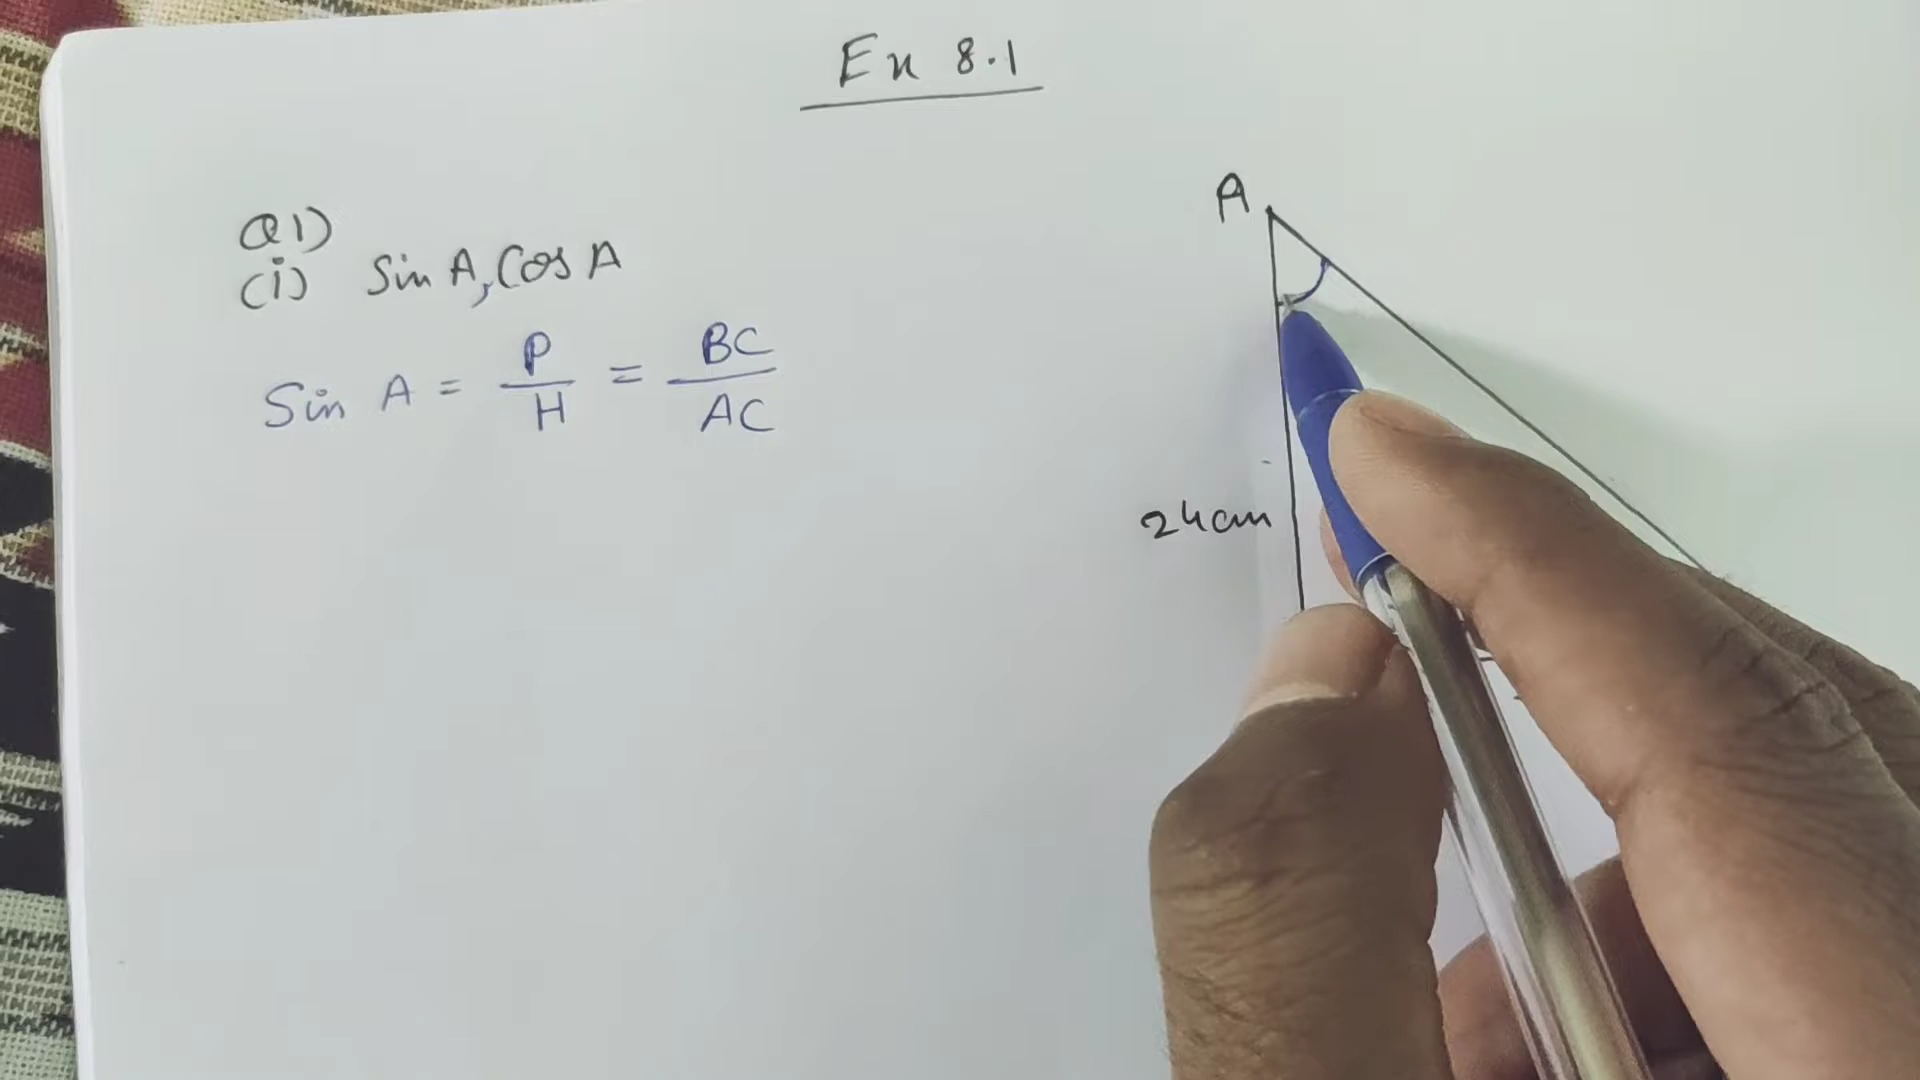 Ex 8.1
Q1)
(i) Sin A, Cos A
Sin A = P/H = BC/AC
A
24cm